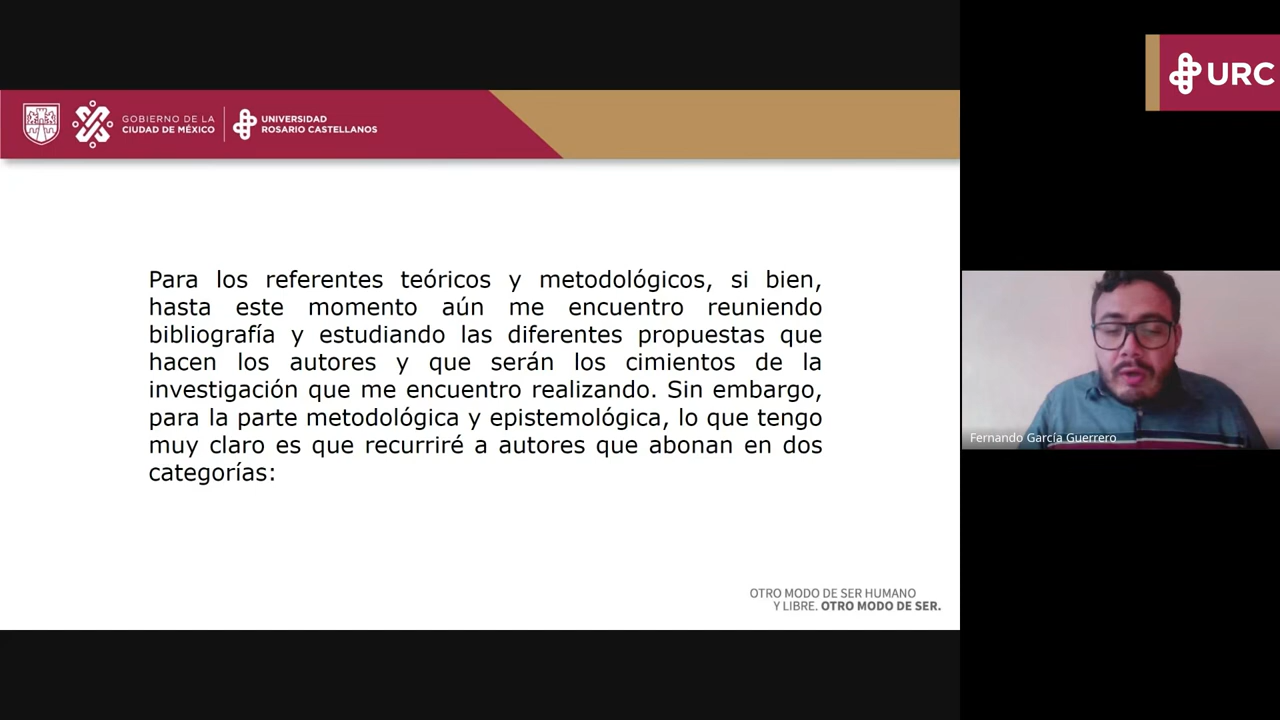 GOBIERNO DE LA
CIUDAD DE MÉXICO
UNIVERSIDAD
ROSARIO CASTELLANOS
URC
Para los referentes teóricos y metodológicos, si bien,
hasta este momento aún me encuentro reuniendo
bibliografía y estudiando las diferentes propuestas que
hacen los autores y que serán los cimientos de la
investigación que me encuentro realizando. Sin embargo,
para la parte metodológica y epistemológica, lo que tengo
muy claro es que recurriré a autores que abonan en dos
categorías:
Fernando García Guerrero
OTRO MODO DE SER HUMANO
Y LIBRE. OTRO MODO DE SER.